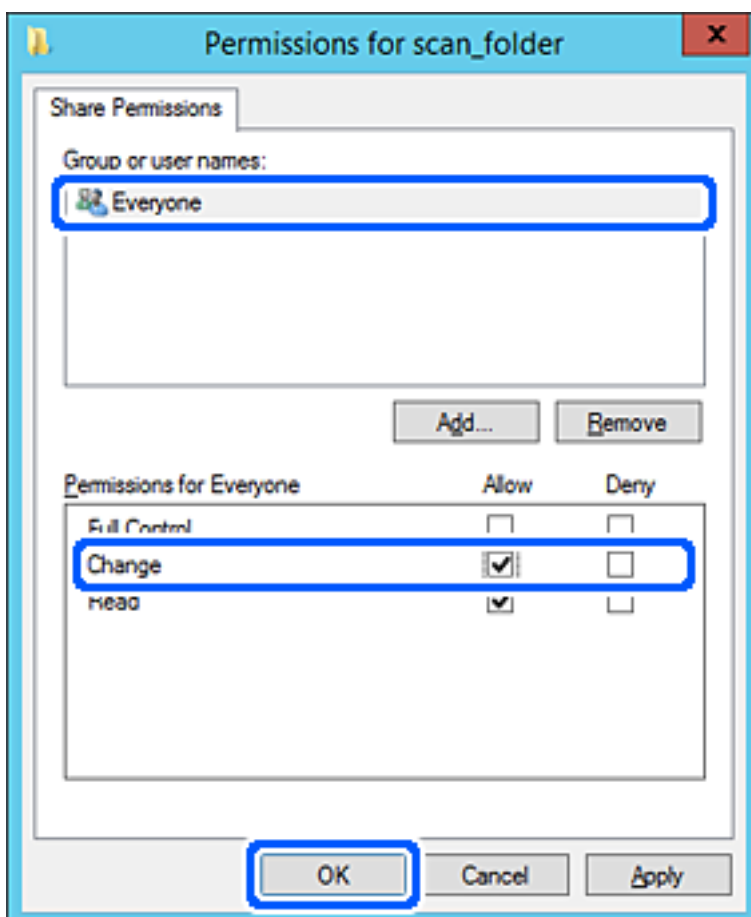 Permissions for scan_folder
x
Share Permissions
Group or user names:
Everyone
Add... Remove
Permissions for Everyone Allow Deny
Full Control
Change
Read
OK Cancel Apply